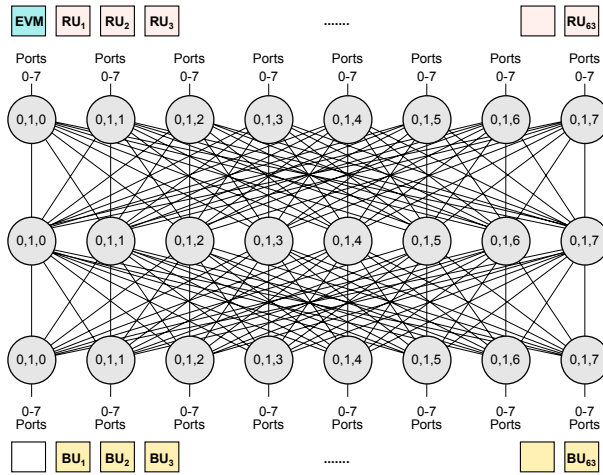 EVM RU1 RU2 RU3 ....... RU63
Ports Ports Ports Ports Ports Ports Ports Ports
0-7 0-7 0-7 0-7 0-7 0-7 0-7 0-7
0,1,0 0,1,1 0,1,2 0,1,3 0,1,4 0,1,5 0,1,6 0,1,7
0,1,0 0,1,1 0,1,2 0,1,3 0,1,4 0,1,5 0,1,6 0,1,7
0,1,0 0,1,1 0,1,2 0,1,3 0,1,4 0,1,5 0,1,6 0,1,7
0-7 0-7 0-7 0-7 0-7 0-7 0-7 0-7
Ports Ports Ports Ports Ports Ports Ports Ports
BU1 BU2 BU3 ....... BU63